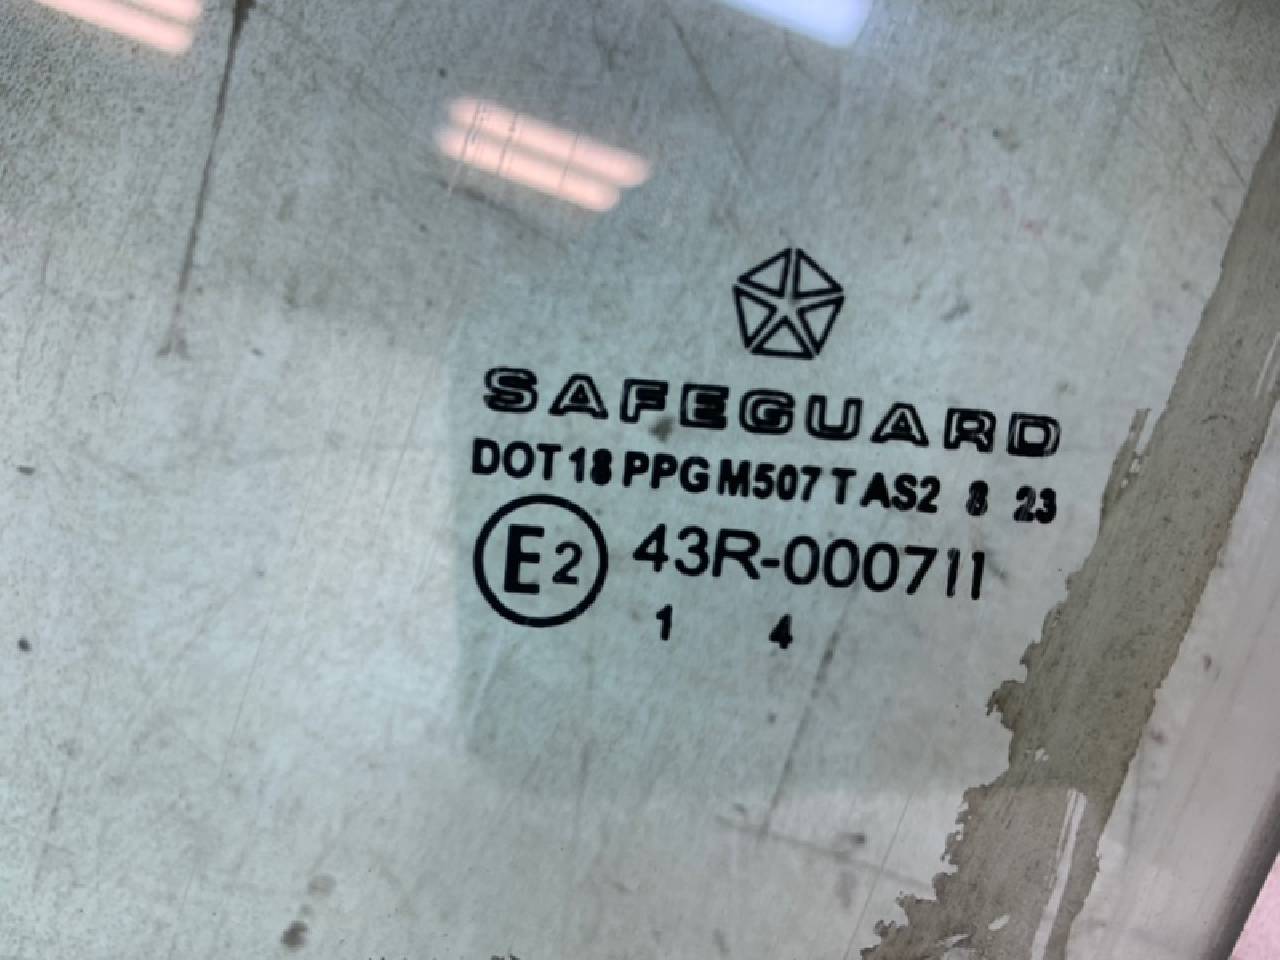 SAFEGUARD
DOT 18 PPG M507 T AS2 8 23
E2 43R-000711
1 4